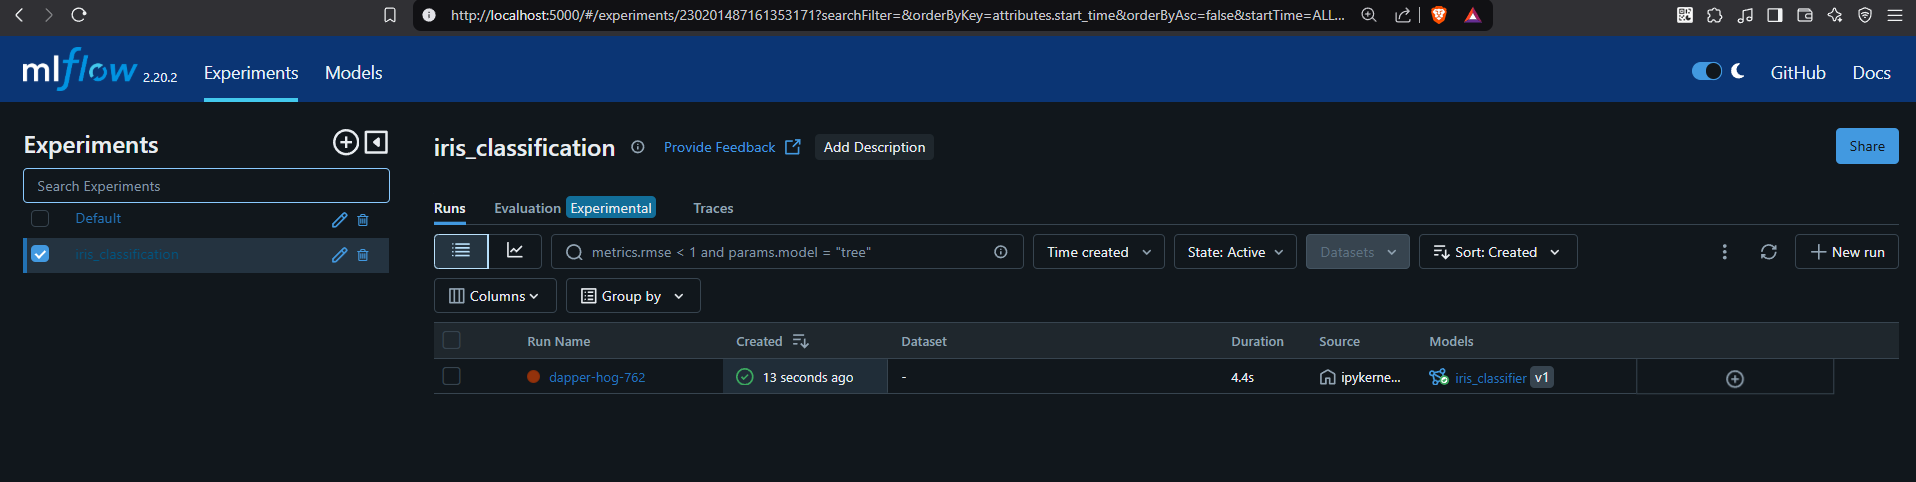 http://localhost:5000/#/experiments/230201487161353171?searchFilter=&orderByKey=attributes.start_time&orderByAsc=false&startTime=ALL...
mlflow 2.20.2 Experiments Models GitHub Docs
Experiments
Search Experiments
Default
iris_classification
iris_classification Provide Feedback Add Description Share
Runs Evaluation Experimental Traces
metrics.rmse < 1 and params.model = "tree" Time created State: Active Datasets Sort: Created New run
Columns Group by
Run Name Created Dataset Duration Source Models
dapper-hog-762 13 seconds ago - 4.4s ipykerne... iris_classifier v1